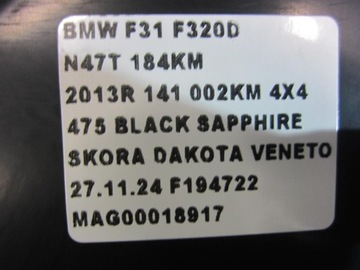 BMW F31 F320D
N47T 184KM
2013R 141 002KM 4X4
475 BLACK SAPPHIRE
SKORA DAKOTA VENETO
27.11.24 F194722
MAG00018917